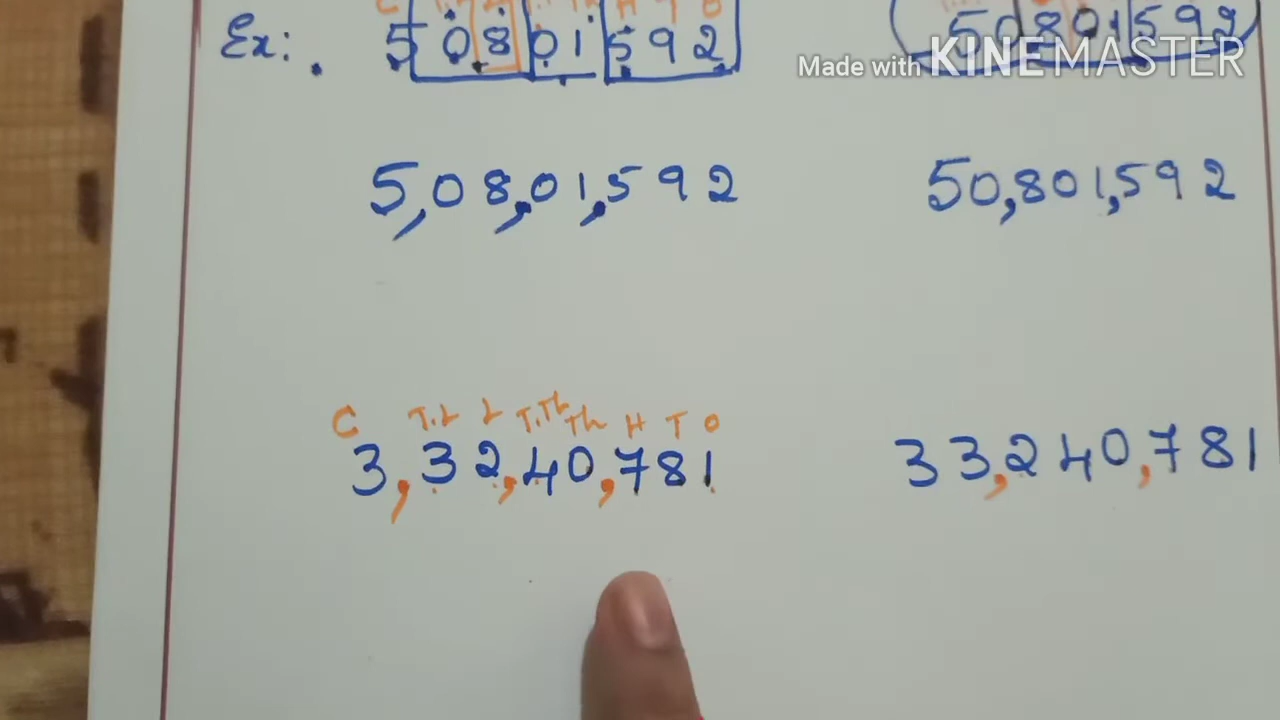 Ex: 5 0 8 0 1 5 9 2 50801592
Made with KINEMASTER
5,08,01,592 50,801,592
C T.L L T.Th Th H T O
3,32,40,781 33,240,781